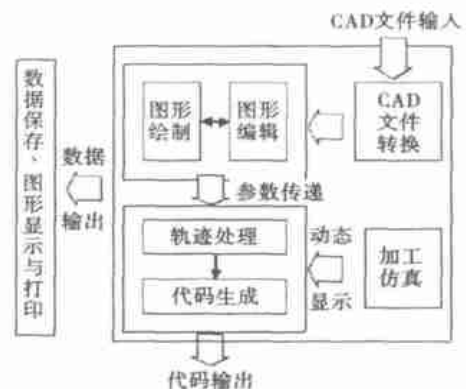 CAD文件输入
数据保存、图形显示与打印
数据
输出
图形
绘制
图形
编辑
CAD
文件
转换
参数传递
轨迹处理
代码生成
动态
显示
加工
仿真
代码输出